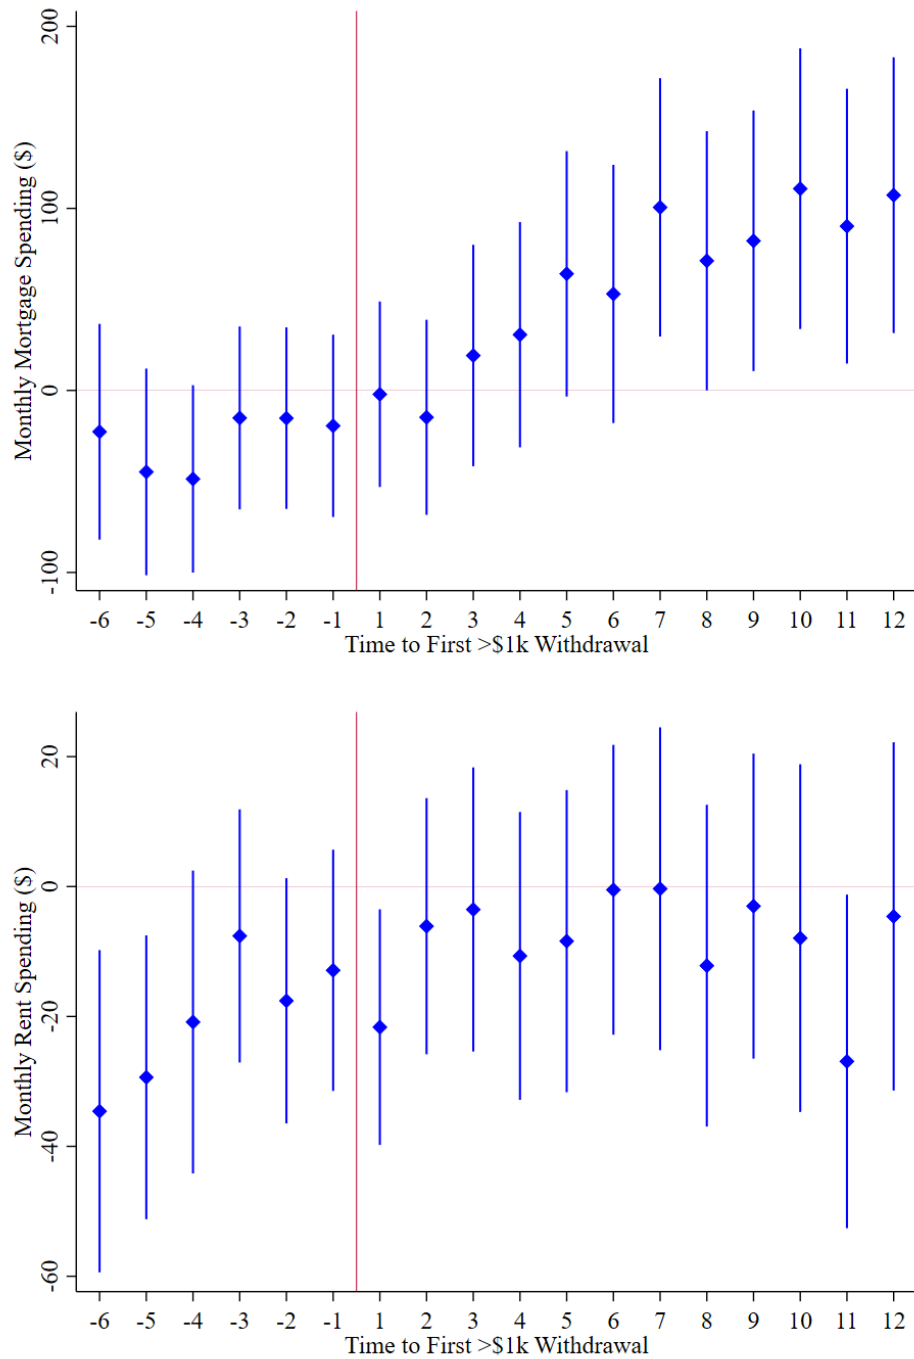 Monthly Mortgage Spending ($)
200
100
0
-100
-6 -5 -4 -3 -2 -1 1 2 3 4 5 6 7 8 9 10 11 12
Time to First >$1k Withdrawal
Monthly Rent Spending ($)
20
0
-20
-40
-60
-6 -5 -4 -3 -2 -1 1 2 3 4 5 6 7 8 9 10 11 12
Time to First >$1k Withdrawal